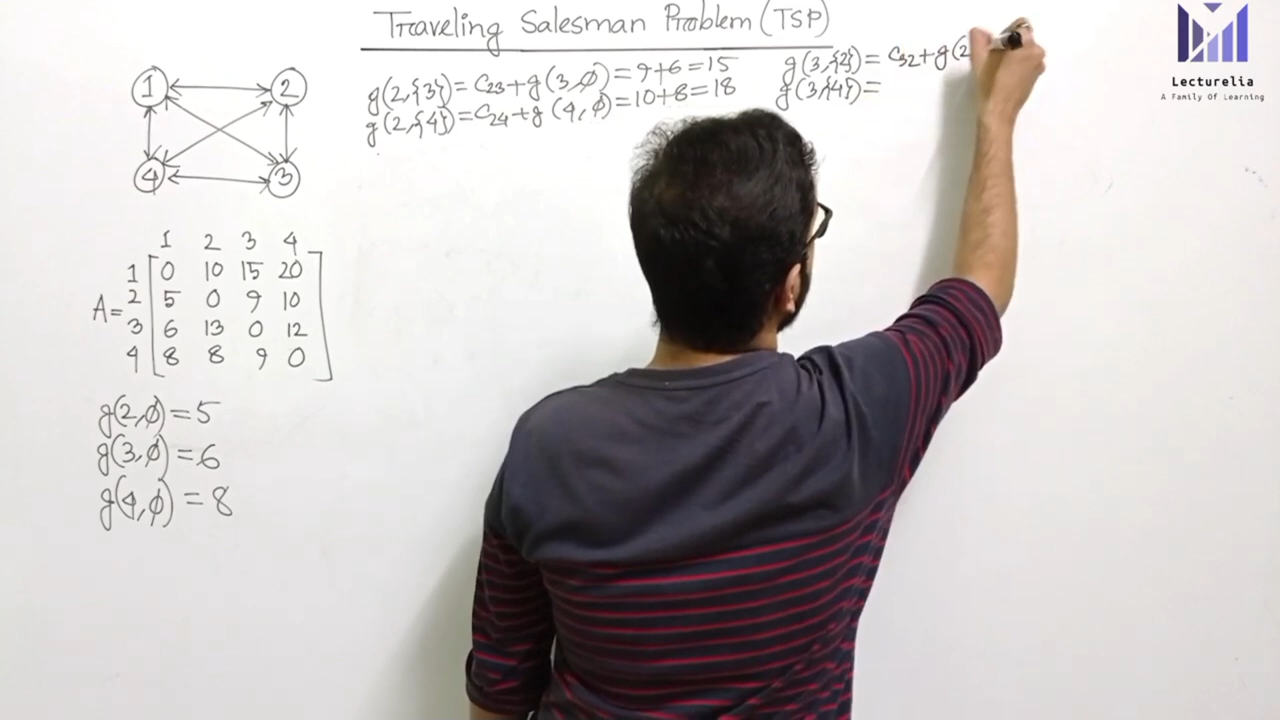 Traveling Salesman Problem (TSP)
Lecturelia
A Family Of Learning
g(2,{3}) = C23+g(3,ϕ) = 9+6=15
g(2,{4}) = C24+g(4,ϕ) = 10+8=18
g(3,{2}) = C32+g(2
g(3,{4}) =
1 2
4 3
1 2 3 4
1 0 10 15 20
A= 2 5 0 9 10
3 6 13 0 12
4 8 8 9 0
g(2,ϕ) = 5
g(3,ϕ) = 6
g(4,ϕ) = 8